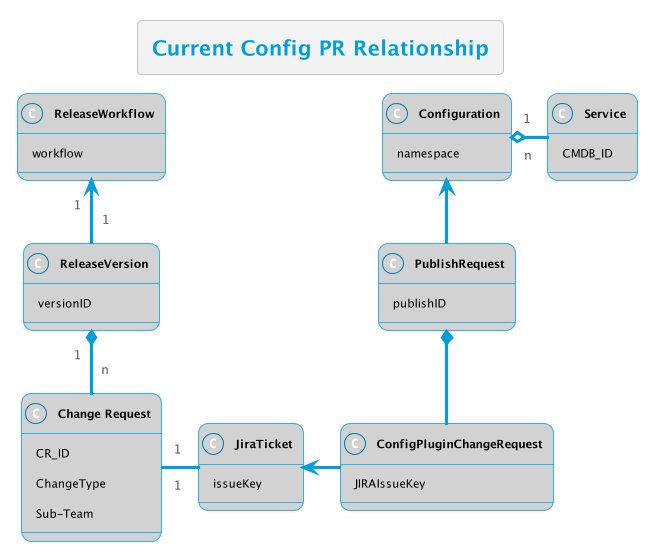 Current Config PR Relationship
C ReleaseWorkflow
workflow
C Configuration
namespace
1
n
C Service
CMDB_ID
1
1
C ReleaseVersion
versionID
C PublishRequest
publishID
1
n
C Change Request
CR_ID
ChangeType
Sub-Team
1
1
C JiraTicket
issueKey
C ConfigPluginChangeRequest
JIRAIssueKey